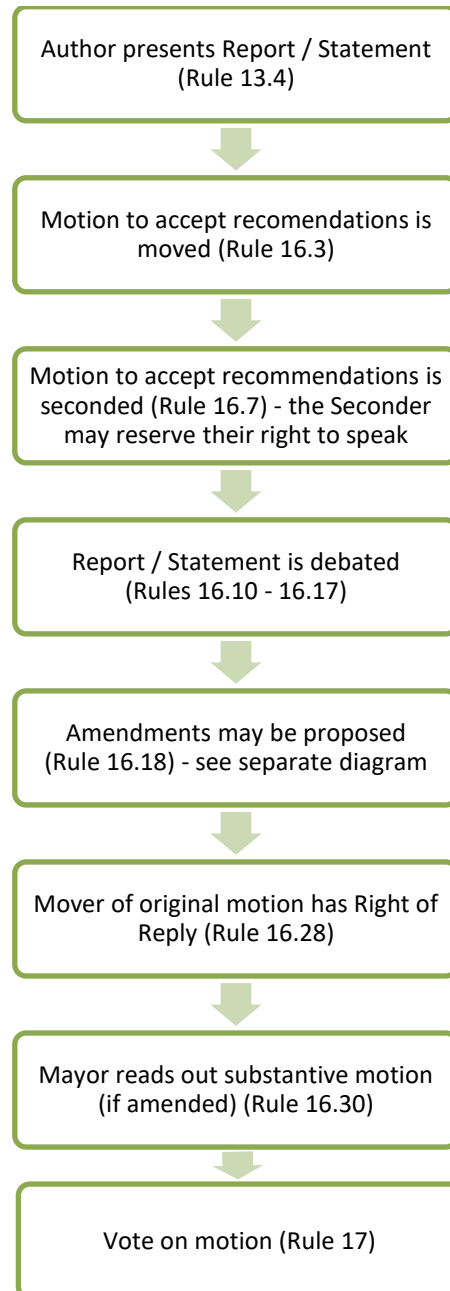 Author presents Report / Statement
(Rule 13.4)
Motion to accept recomendations is
moved (Rule 16.3)
Motion to accept recommendations is
seconded (Rule 16.7) - the Seconder
may reserve their right to speak
Report / Statement is debated
(Rules 16.10 - 16.17)
Amendments may be proposed
(Rule 16.18) - see separate diagram
Mover of original motion has Right of
Reply (Rule 16.28)
Mayor reads out substantive motion
(if amended) (Rule 16.30)
Vote on motion (Rule 17)